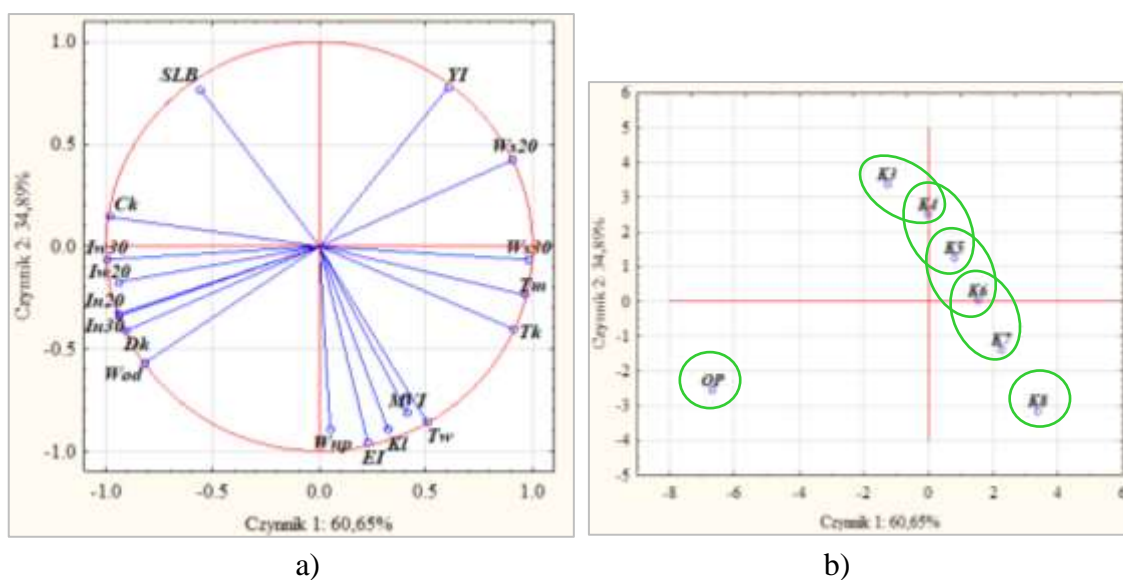 1.0
SLB
YI
0.5
Ws20
Czynnik 2: 34,89%
Ck
0.0
In30
Ws30
Iw20
Tm
In20
In30
Tk
Dk
-0.5
Wod
MVI
Wnp
Kl
Tw
EI
-1.0
-1.0 -0.5 0.0 0.5 1.0
Czynnik 1: 60,65%
a)
6
5
4
K3
3
K4
2
K5
1
Czynnik 2: 34,89%
K6
0
-1
K7
-2
OP
K8
-3
-4
-5
-8 -6 -4 -2 0 2 4 6
Czynnik 1: 60,65%
b)